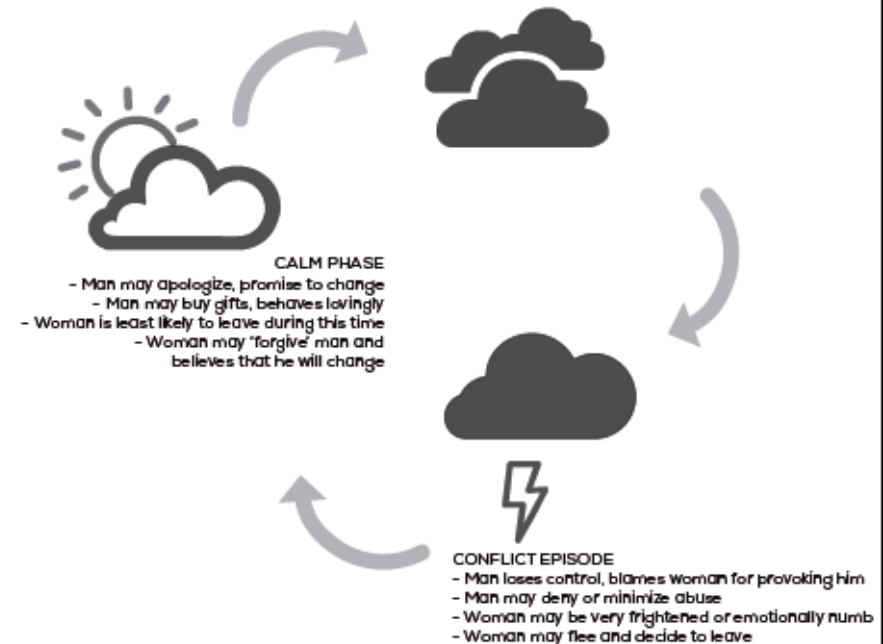 CALM PHASE
- Man may apologize, promise to change
- Man may buy gifts, behaves lovingly
- Woman is least likely to leave during this time
- Woman may "forgive" man and
believes that he will change
CONFLICT EPISODE
- Man loses control, blames woman for provoking him
- Man may deny or minimize abuse
- Woman may be very frightened or emotionally numb
- Woman may flee and decide to leave